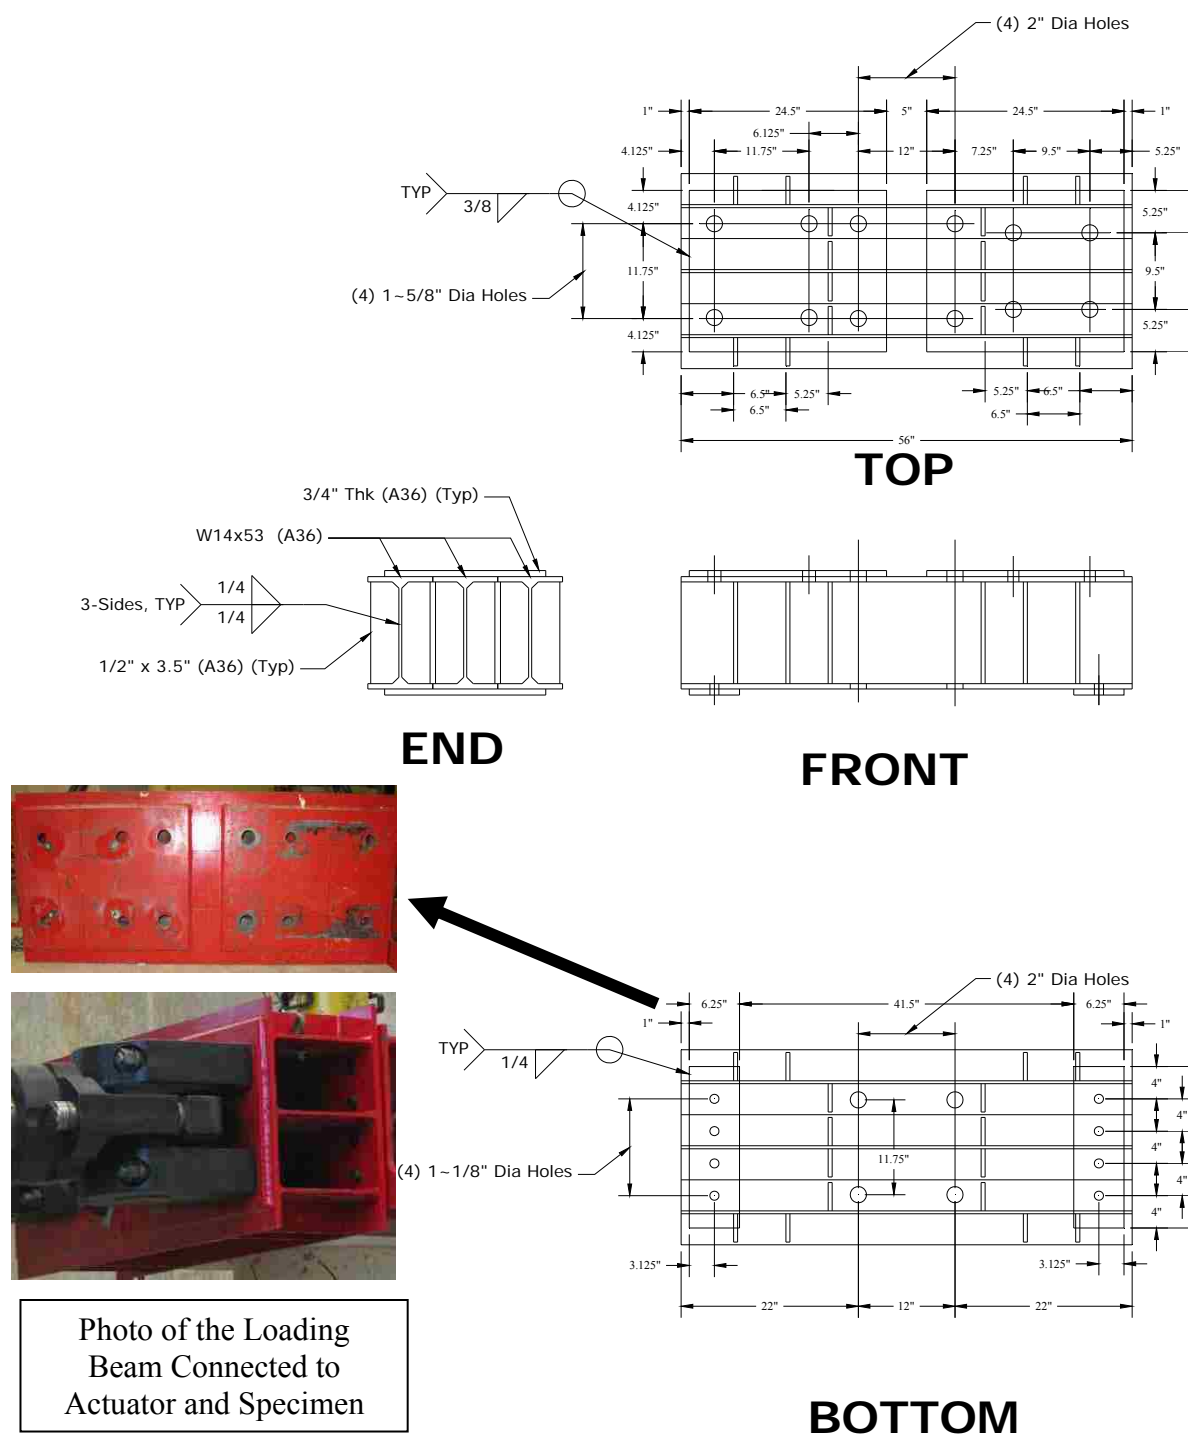 (4) 2" Dia Holes
1" 24.5" 5" 24.5" 1"
6.125"
4.125" 11.75" 12" 7.25" 9.5" 5.25"
TYP 3/8
4.125" 5.25"
11.75" 9.5"
(4) 1~5/8" Dia Holes
4.125" 5.25"
6.5" 5.25" 5.25" 6.5"
6.5" 6.5"
56"
TOP
3/4" Thk (A36) (Typ)
W14x53 (A36)
3-Sides, TYP 1/4
1/4
1/2" x 3.5" (A36) (Typ)
END
FRONT
(4) 2" Dia Holes
6.25" 41.5" 6.25"
1" 1"
TYP 1/4
4"
4"
4"
4"
4"
4"
4"
4"
(4) 1~1/8" Dia Holes
11.75"
3.125" 3.125"
22" 12" 22"
Photo of the Loading
Beam Connected to
Actuator and Specimen
BOTTOM